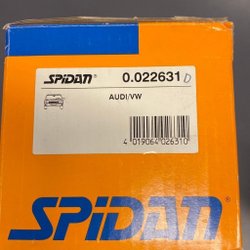 SPIDAN® 0.022631 D
AUDI/VW
4 019064 026310
SPIDAN